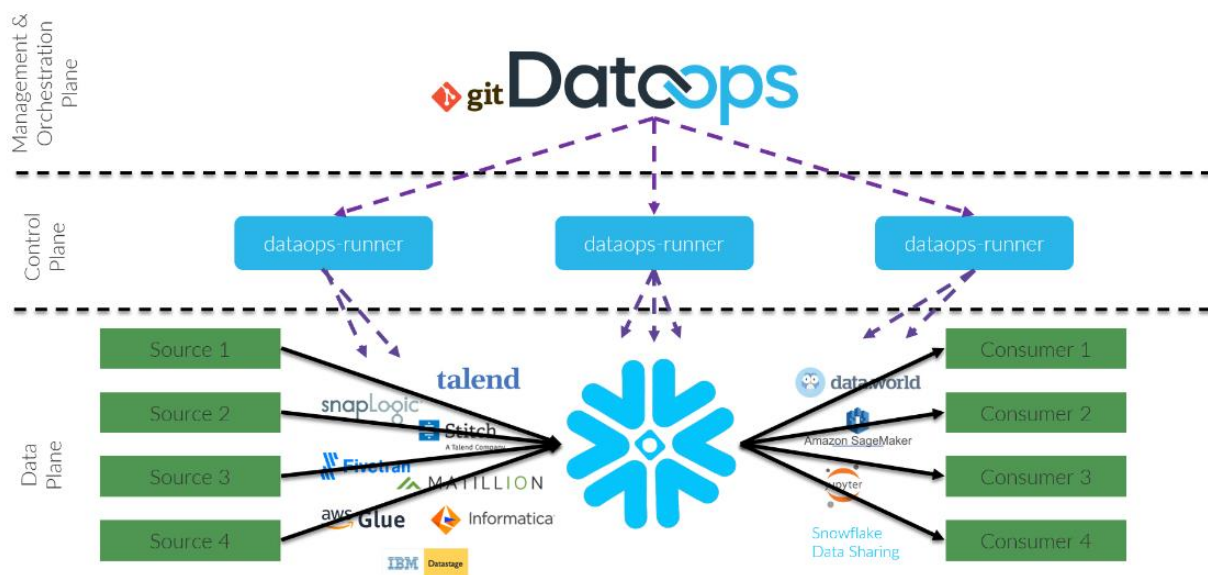 Management &
Orchestration
Plane
git
Dataops
Control
Plane
dataops-runner
dataops-runner
dataops-runner
Data
Plane
Source 1
Source 2
Source 3
Source 4
talend
snapLogic
Stitch
A Talend Company
Fivetran
MATILLION
aws Glue
Informatica
IBM Datastage
data.world
Amazon SageMaker
jupyter
Snowflake
Data Sharing
Consumer 1
Consumer 2
Consumer 3
Consumer 4